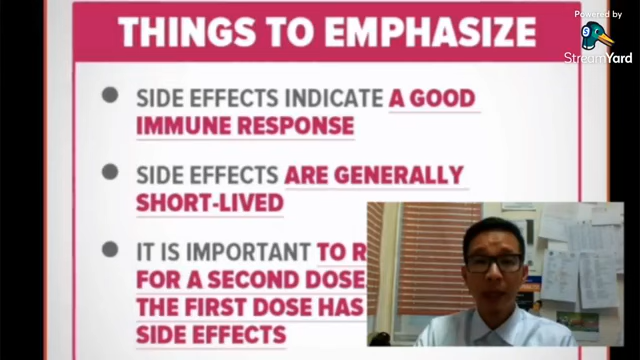 THINGS TO EMPHASIZE
Powered by
StreamYard
SIDE EFFECTS INDICATE A GOOD
IMMUNE RESPONSE
SIDE EFFECTS ARE GENERALLY
SHORT-LIVED
IT IS IMPORTANT TO R
FOR A SECOND DOSE
THE FIRST DOSE HAS
SIDE EFFECTS